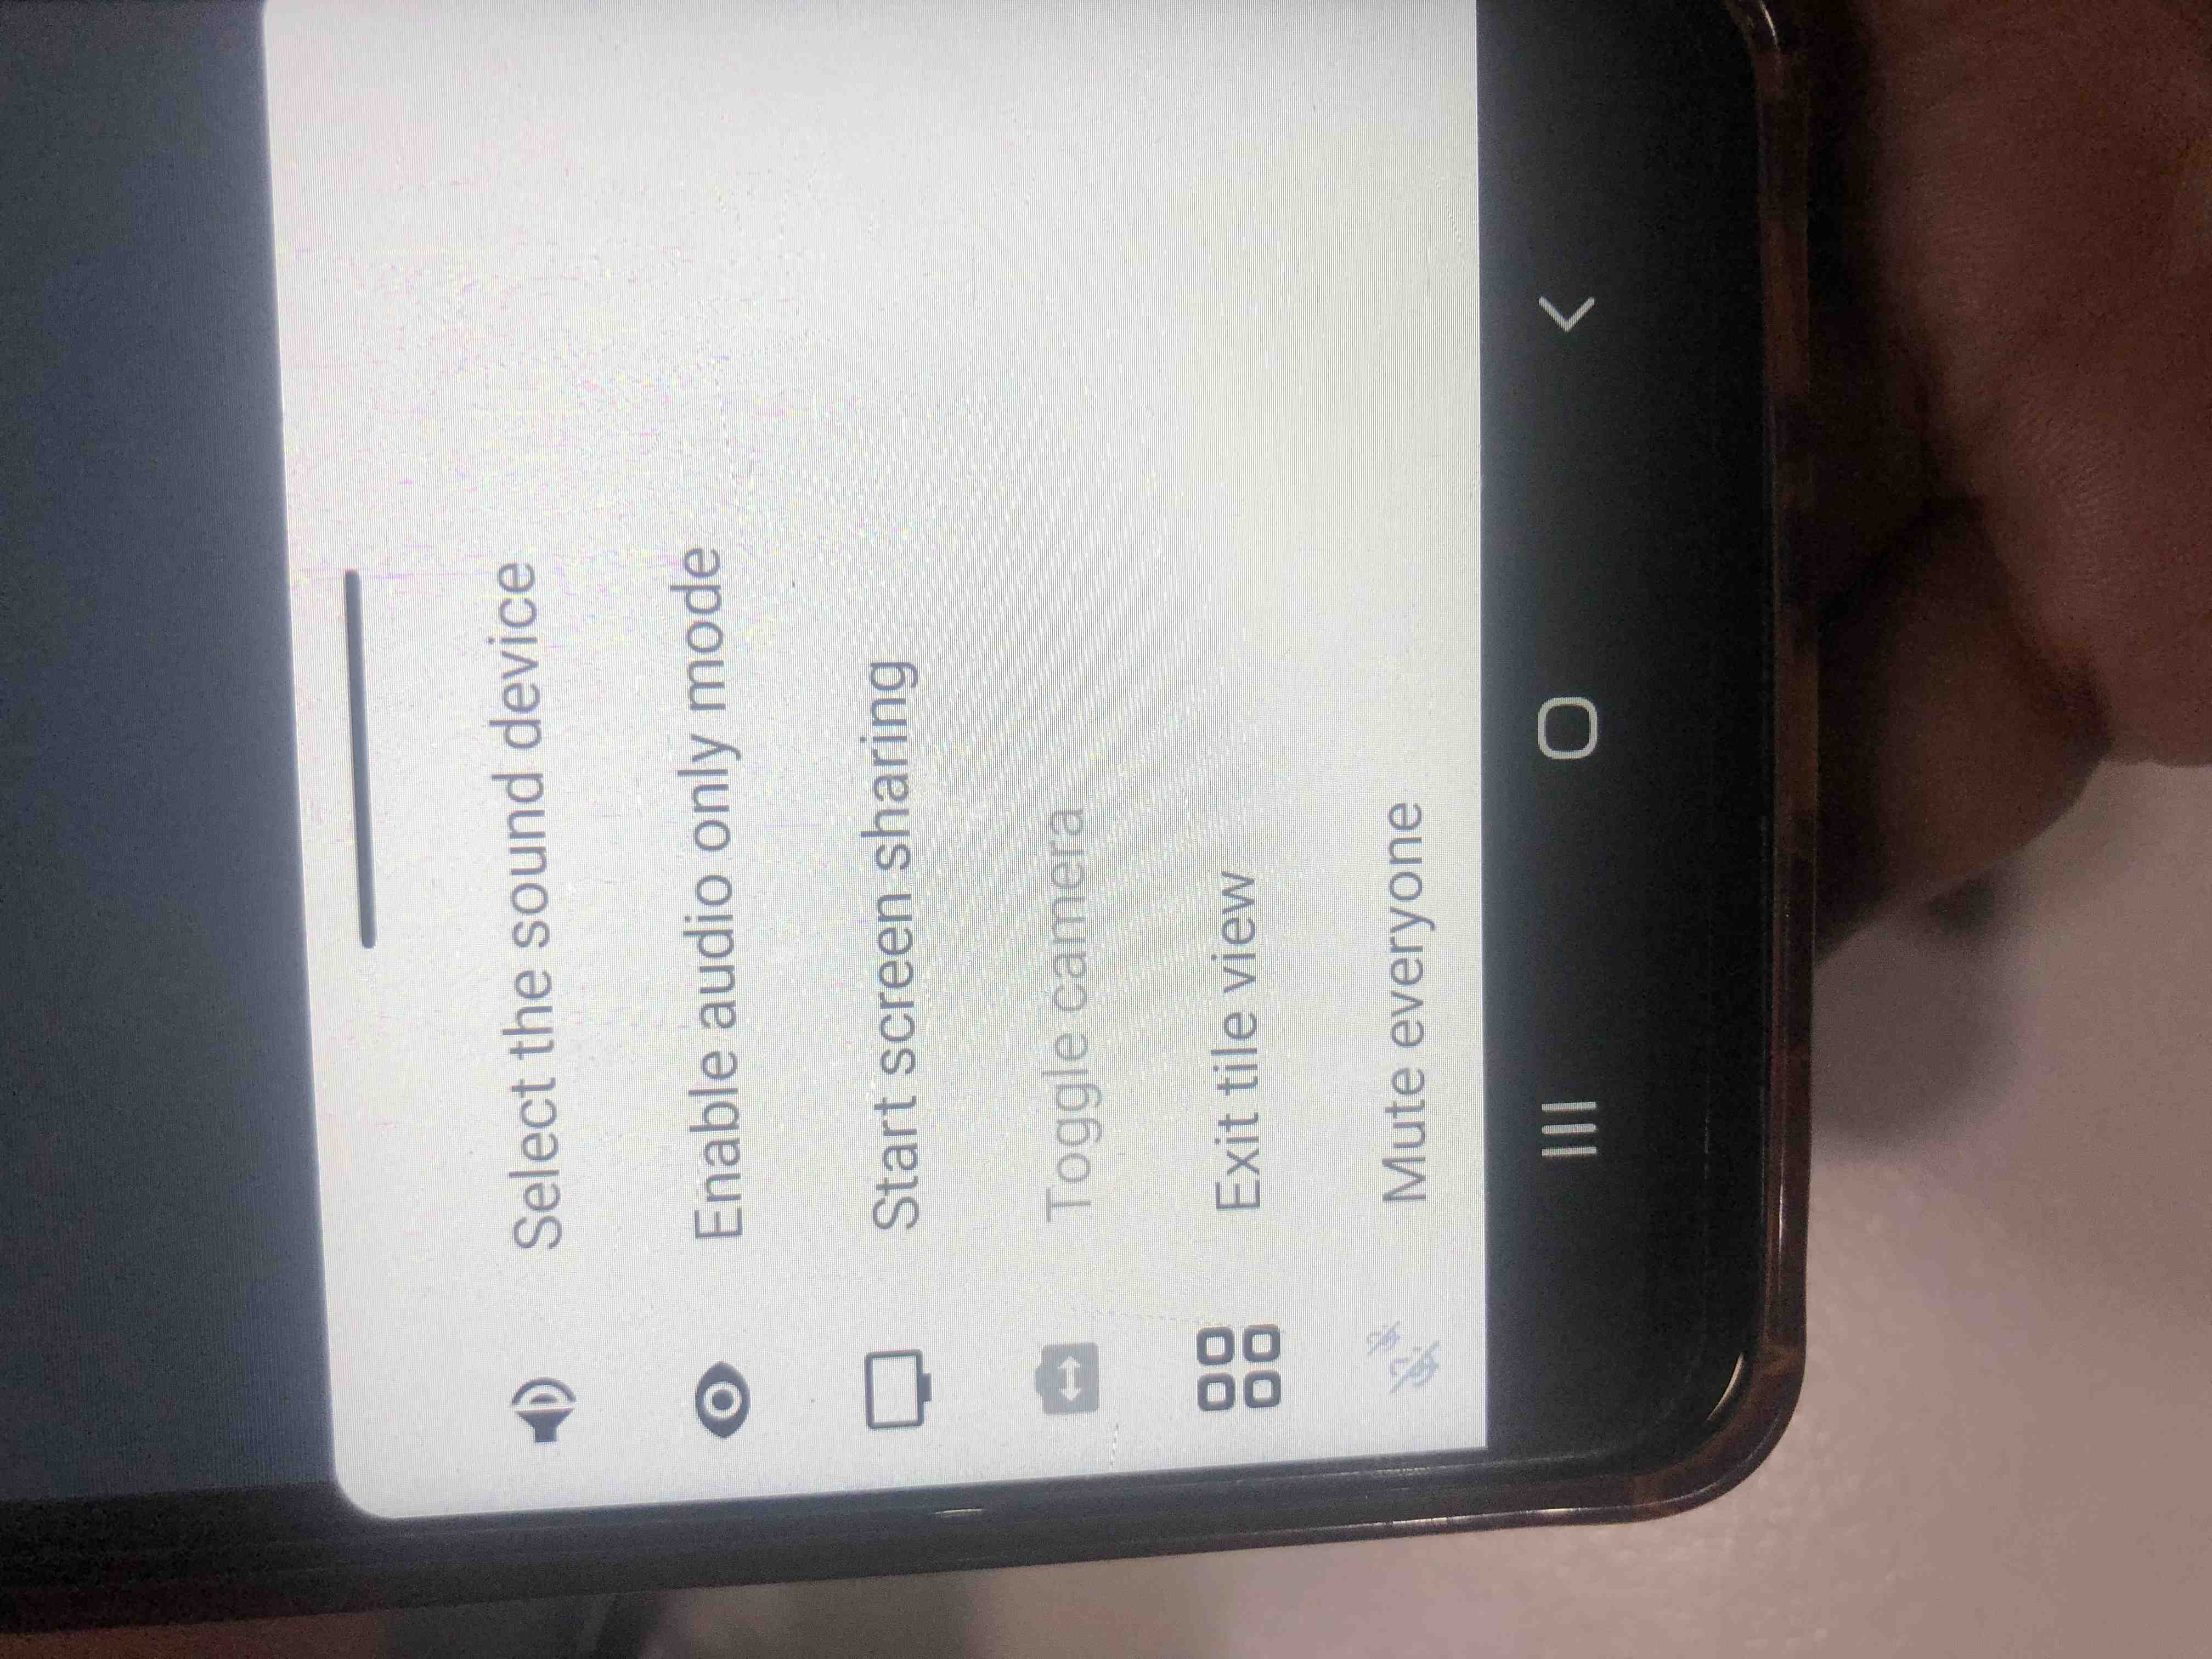 Select the sound device
Enable audio only mode
Start screen sharing
Toggle camera
Exit tile view
Mute everyone